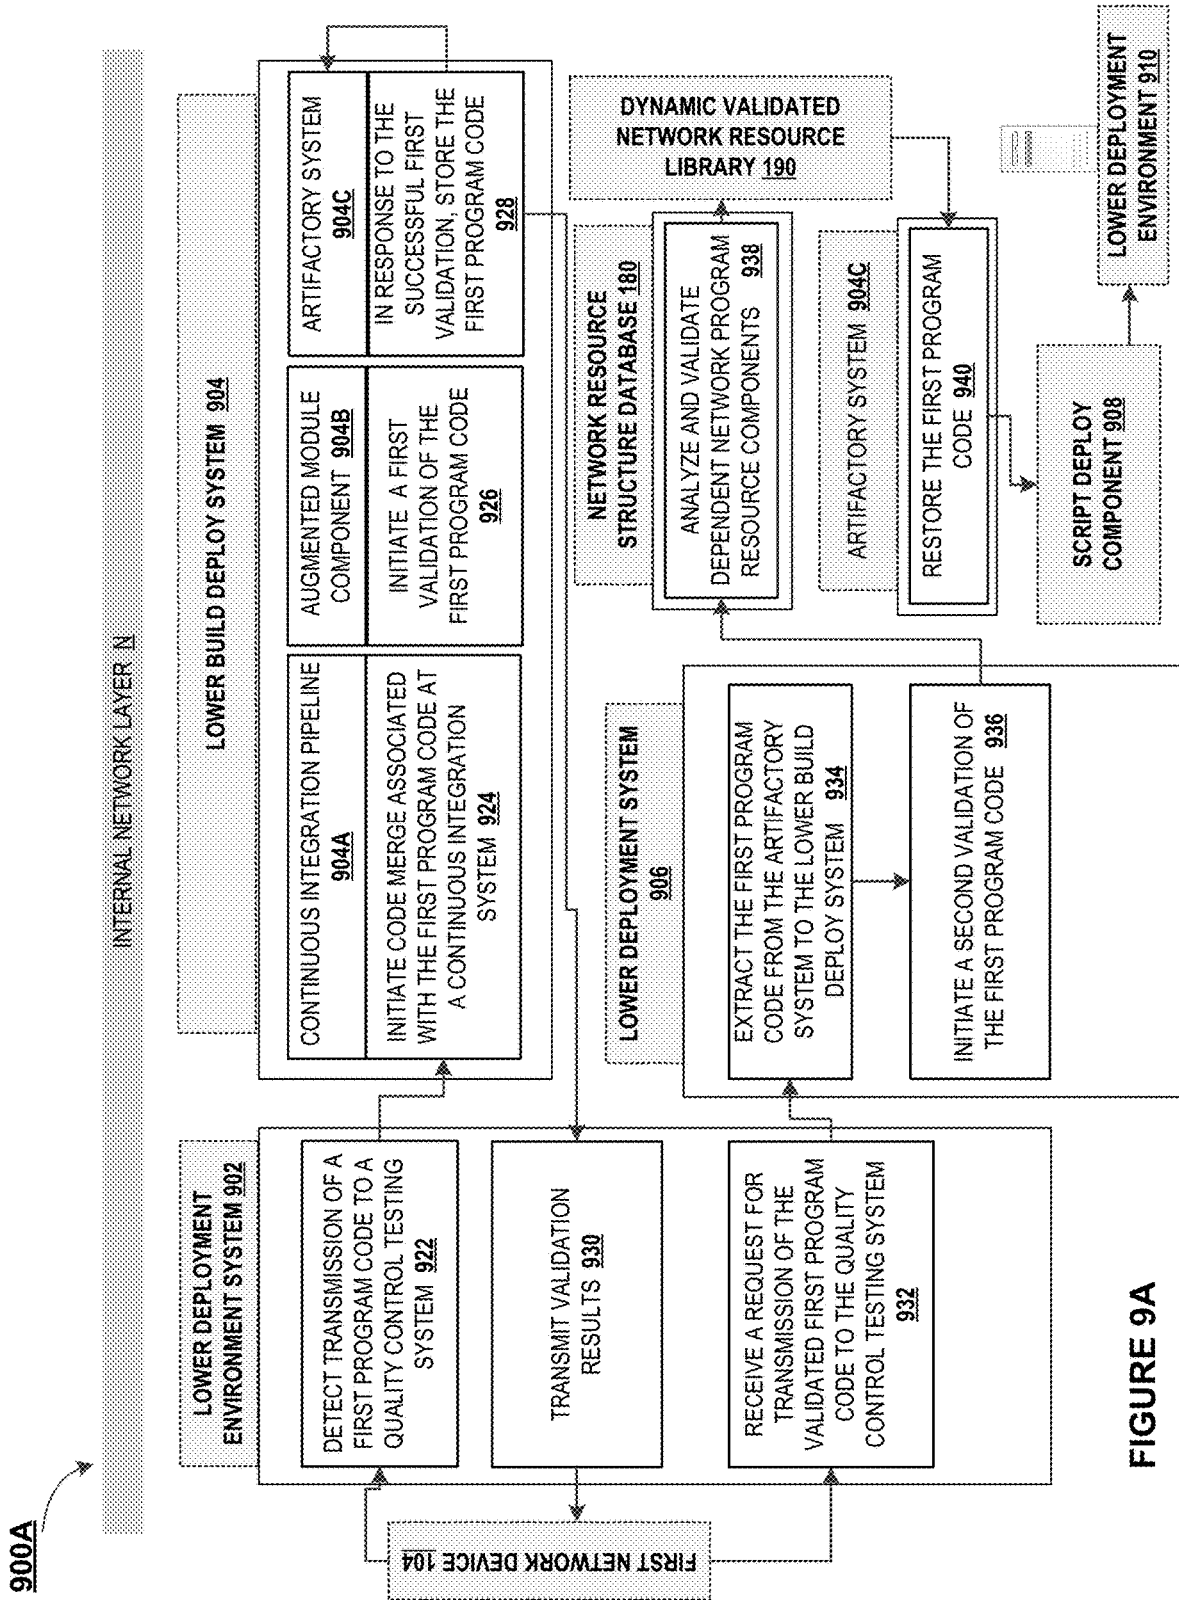 900A
INTERNAL NETWORK LAYER N
LOWER DEPLOYMENT
ENVIRONMENT SYSTEM 902
DETECT TRANSMISSION OF A
FIRST PROGRAM CODE TO A
QUALITY CONTROL TESTING
SYSTEM 922
TRANSMIT VALIDATION
RESULTS 930
RECEIVE A REQUEST FOR
TRANSMISSION OF THE
VALIDATED FIRST PROGRAM
CODE TO THE QUALITY
CONTROL TESTING SYSTEM
932
FIRST NETWORK DEVICE 104
LOWER BUILD DEPLOY SYSTEM 904
CONTINUOUS INTEGRATION PIPELINE
904A
INITIATE CODE MERGE ASSOCIATED
WITH THE FIRST PROGRAM CODE AT
A CONTINUOUS INTEGRATION
SYSTEM 924
AUGMENTED MODULE
COMPONENT 904B
INITIATE A FIRST
VALIDATION OF THE
FIRST PROGRAM CODE
926
ARTIFACTORY SYSTEM
904C
IN RESPONSE TO THE
SUCCESSFUL FIRST
VALIDATION, STORE THE
FIRST PROGRAM CODE
928
LOWER DEPLOYMENT SYSTEM
906
EXTRACT THE FIRST PROGRAM
CODE FROM THE ARTIFACTORY
SYSTEM TO THE LOWER BUILD
DEPLOY SYSTEM 934
INITIATE A SECOND VALIDATION OF
THE FIRST PROGRAM CODE 936
NETWORK RESOURCE
STRUCTURE DATABASE 180
ANALYZE AND VALIDATE
DEPENDENT NETWORK PROGRAM
RESOURCE COMPONENTS 938
DYNAMIC VALIDATED
NETWORK RESOURCE
LIBRARY 190
ARTIFACTORY SYSTEM 904C
RESTORE THE FIRST PROGRAM
CODE 940
SCRIPT DEPLOY
COMPONENT 908
LOWER DEPLOYMENT
ENVIRONMENT 910
FIGURE 9A